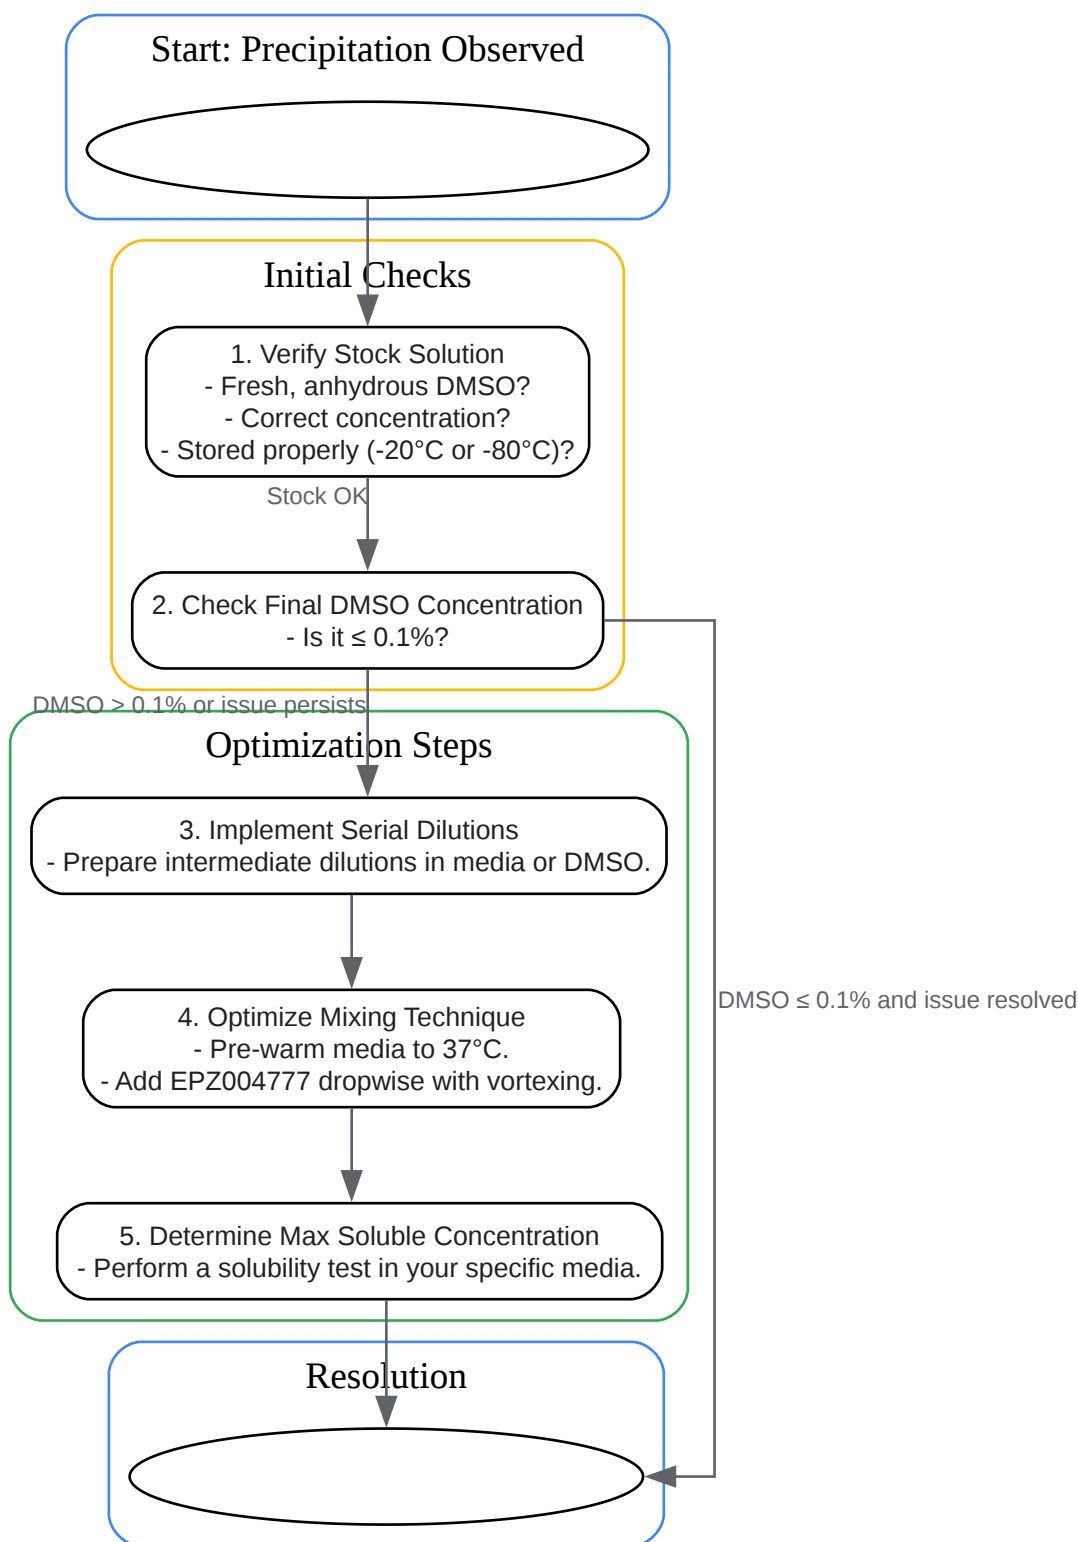 Start: Precipitation Observed
Initial Checks
1. Verify Stock Solution
- Fresh, anhydrous DMSO?
- Correct concentration?
- Stored properly (-20°C or -80°C)?
Stock OK
2. Check Final DMSO Concentration
- Is it ≤ 0.1%?
DMSO > 0.1% or issue persists
Optimization Steps
3. Implement Serial Dilutions
- Prepare intermediate dilutions in media or DMSO.
DMSO ≤ 0.1% and issue resolved
4. Optimize Mixing Technique
- Pre-warm media to 37°C.
- Add EPZ004777 dropwise with vortexing.
5. Determine Max Soluble Concentration
- Perform a solubility test in your specific media.
Resolution